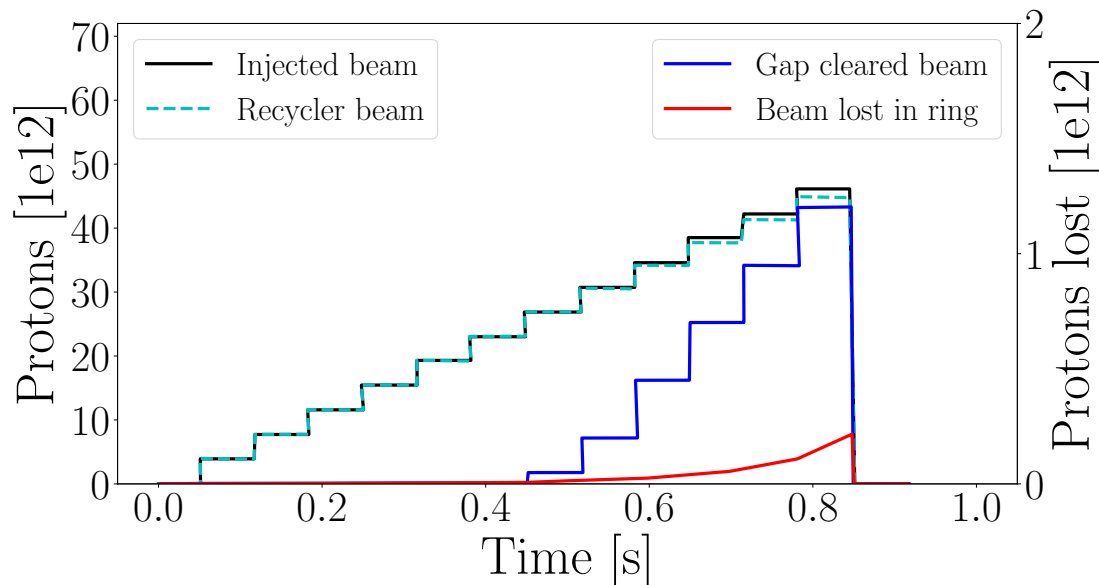 Protons [1e12]
70
60
50
40
30
20
10
0
Injected beam
Recycler beam
Gap cleared beam
Beam lost in ring
2
1
0
Protons lost [1e12]
0.0 0.2 0.4 0.6 0.8 1.0
Time [s]